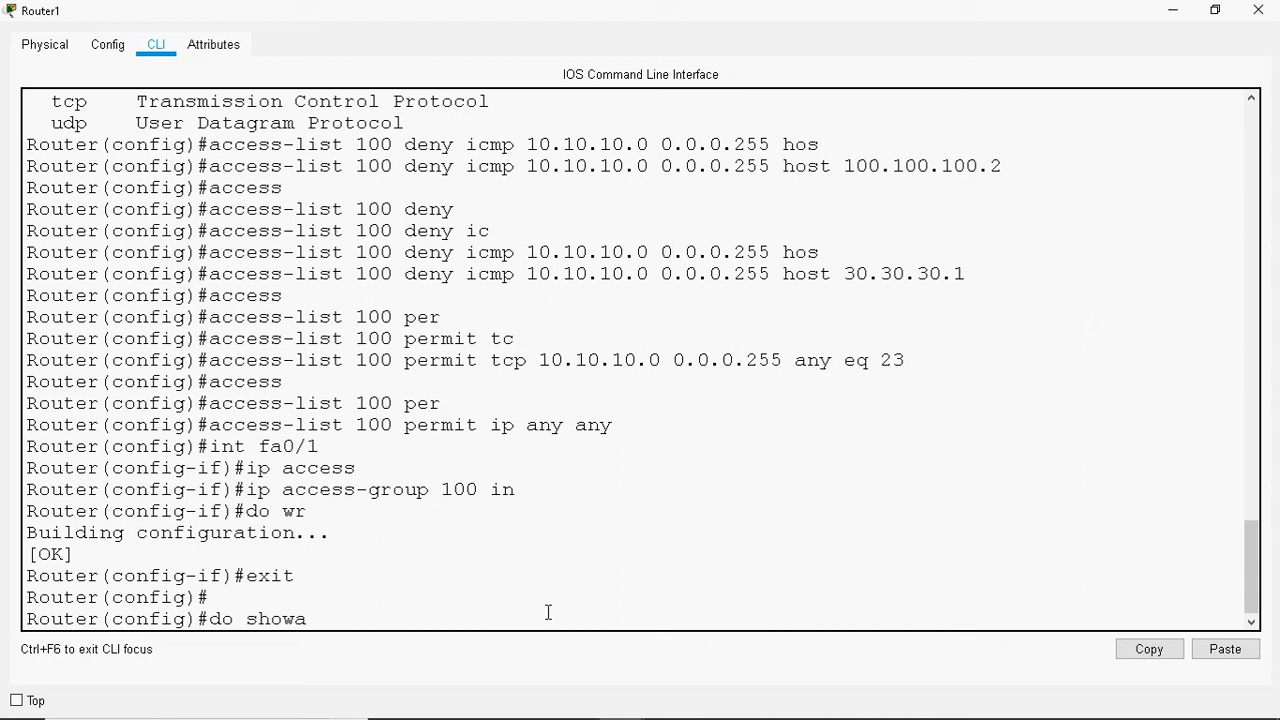 Router1
Physical Config CLI Attributes
IOS Command Line Interface
tcp Transmission Control Protocol
udp User Datagram Protocol
Router(config)#access-list 100 deny icmp 10.10.10.0 0.0.0.255 hos
Router(config)#access-list 100 deny icmp 10.10.10.0 0.0.0.255 host 100.100.100.2
Router(config)#access
Router(config)#access-list 100 deny
Router(config)#access-list 100 deny ic
Router(config)#access-list 100 deny icmp 10.10.10.0 0.0.0.255 hos
Router(config)#access-list 100 deny icmp 10.10.10.0 0.0.0.255 host 30.30.30.1
Router(config)#access
Router(config)#access-list 100 per
Router(config)#access-list 100 permit tc
Router(config)#access-list 100 permit tcp 10.10.10.0 0.0.0.255 any eq 23
Router(config)#access
Router(config)#access-list 100 per
Router(config)#access-list 100 permit ip any any
Router(config)#int fa0/1
Router(config-if)#ip access
Router(config-if)#ip access-group 100 in
Router(config-if)#do wr
Building configuration...
[OK]
Router(config-if)#exit
Router(config)#
Router(config)#do showa
Ctrl+F6 to exit CLI focus
Copy Paste
Top